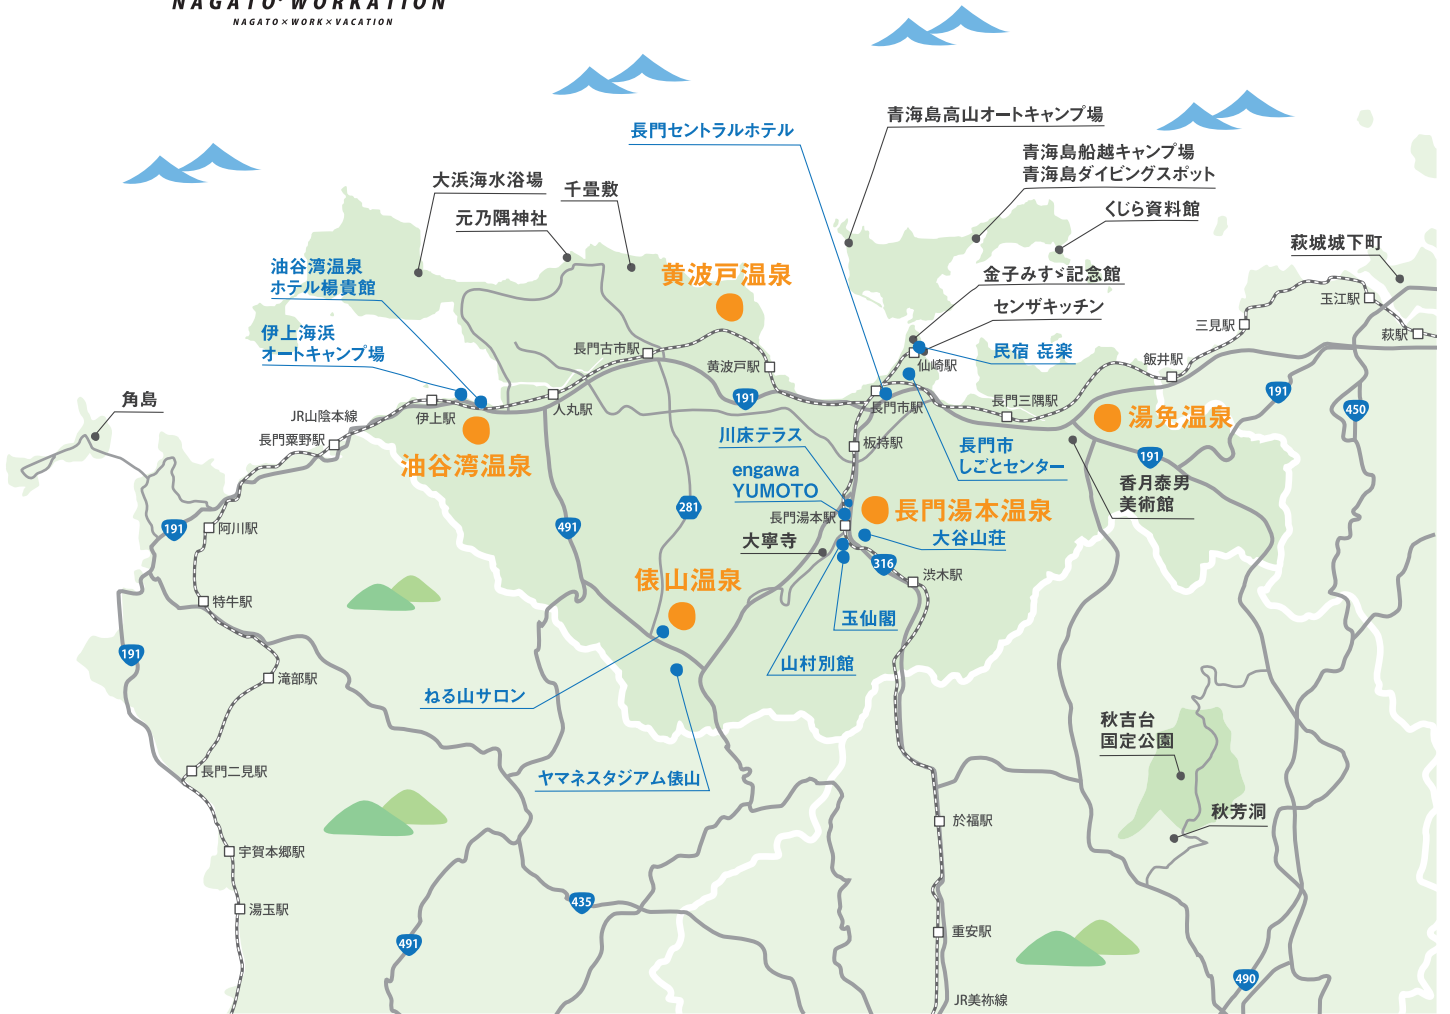 NAGATO WORKATION
NAGATO×WORK×VACATION
青海島高山オートキャンプ場
長門セントラルホテル
青海島船越キャンプ場
青海島ダイビングスポット
大浜海水浴場
千畳敷
元乃隅神社
くじら資料館
萩城城下町
油谷湾温泉
ホテル楊貴館
黄波戸温泉
金子みすゞ記念館
センザキッチン
玉江駅
萩駅
三見駅
伊上海浜
オートキャンプ場
長門古市駅
黄波戸駅
仙崎駅
民宿 㐂楽
飯井駅
角島
伊上駅
人丸駅
191
長門市駅
長門三隅駅
湯免温泉
191
450
JR山陰本線
長門粟野駅
油谷湾温泉
川床テラス
板持駅
長門市
しごとセンター
191
engawa
YUMOTO
香月泰男
美術館
阿川駅
191
491
281
長門湯本駅
長門湯本温泉
大谷山荘
大寧寺
316
渋木駅
俵山温泉
特牛駅
玉仙閣
191
滝部駅
山村別館
ねる山サロン
秋吉台
国定公園
長門二見駅
ヤマネスタジアム俵山
秋芳洞
於福駅
宇賀本郷駅
湯玉駅
435
491
重安駅
490
JR美祢線